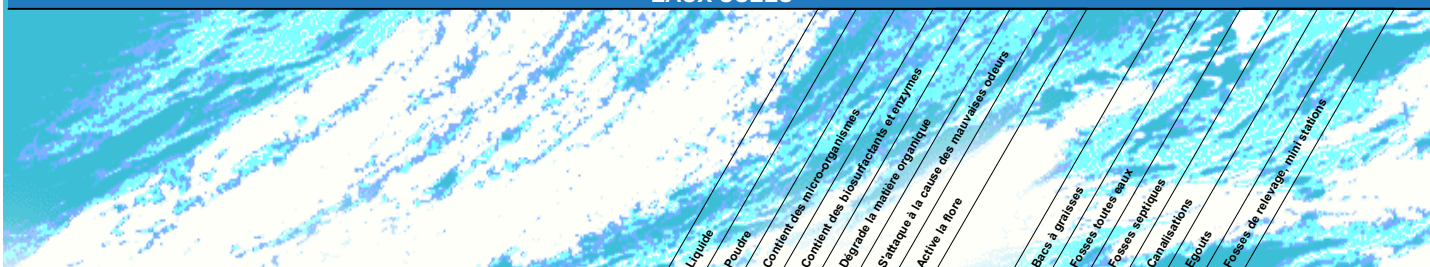 Liquide
Poudre
Contient des micro-organismes
Contient des biosurfactants et enzymes
Dégrade la matière organique
S'attaque à la cause des mauvaises odeurs
Active la flore
Bacs à graisses
Fosses toutes eaux
Fosses septiques
Canalisations
Egouts
Fosses de relevage, mini stations